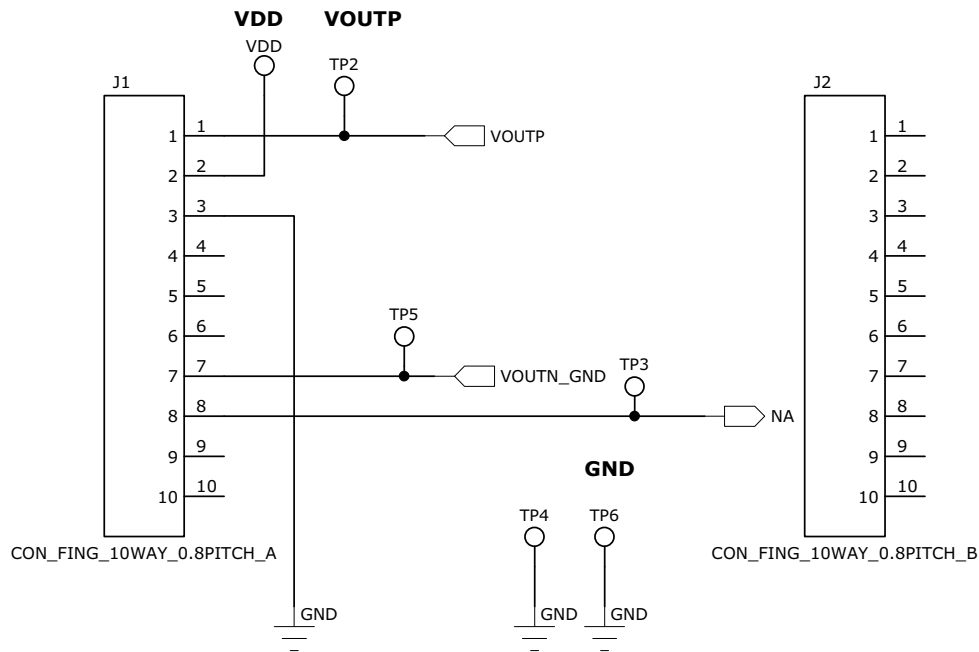 VDD VOUTP
VDD
TP2
J1
J2
1 1
VOUTP
1 1
2 2
2 2
3 3
3 3
4 4
4 4
5 5
5 5
TP5
6 6
6 6
7 7
VOUTN_GND
TP3
7 7
8 8
NA
8 8
9 9
GND
9 9
10 10
10 10
TP4 TP6
CON_FING_10WAY_0.8PITCH_A
CON_FING_10WAY_0.8PITCH_B
GND
GND
GND